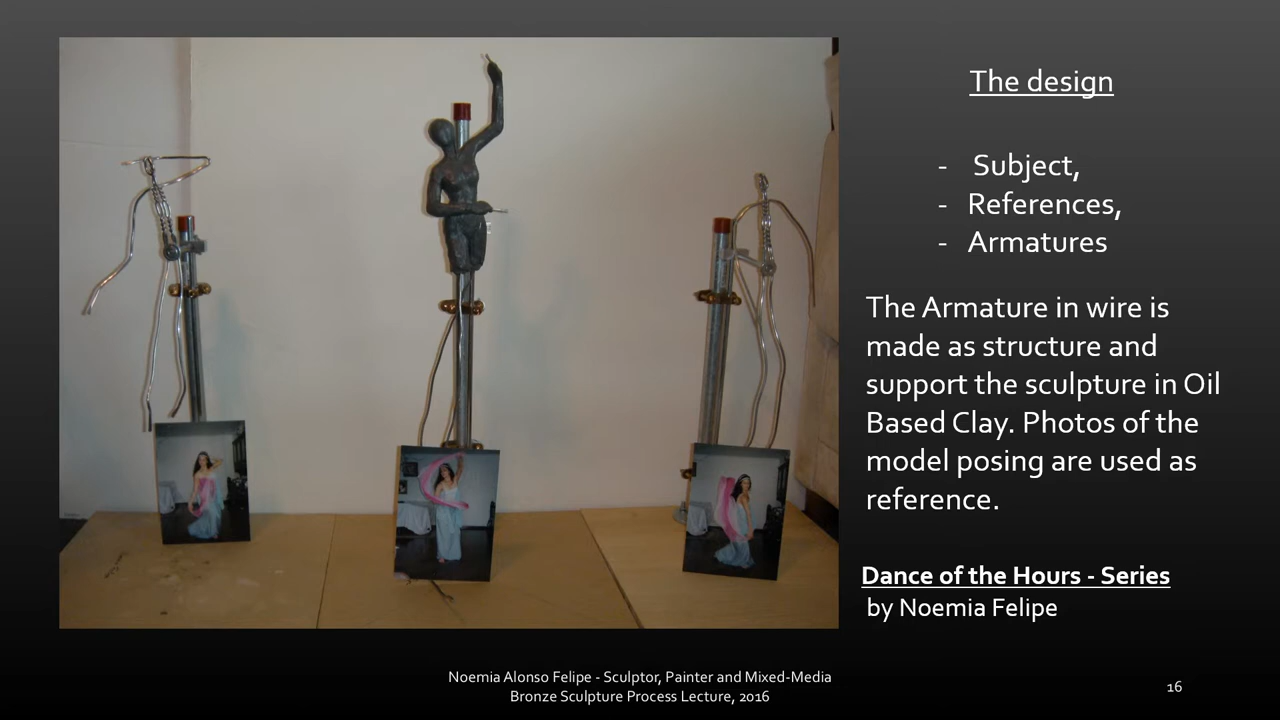 The design
- Subject,
- References,
- Armatures
The Armature in wire is
made as structure and
support the sculpture in Oil
Based Clay. Photos of the
model posing are used as
reference.
Dance of the Hours - Series
by Noemia Felipe
Noemia Alonso Felipe - Sculptor, Painter and Mixed-Media
Bronze Sculpture Process Lecture, 2016
16